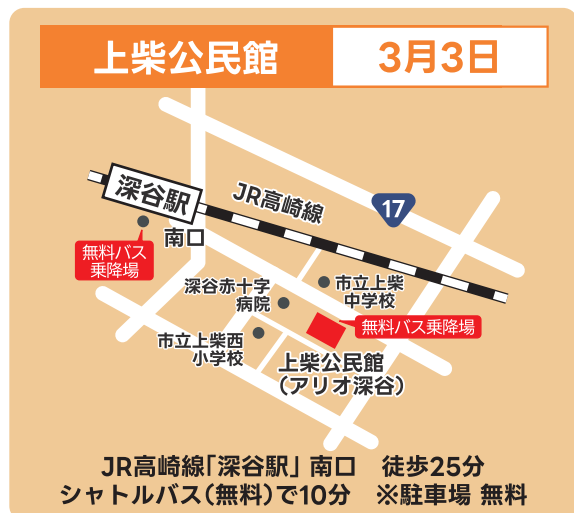 上柴公民館
3月3日
深谷駅
JR高崎線
17
南口
無料バス
乗降場
深谷赤十字
病院
市立上柴
中学校
無料バス乗降場
市立上柴西
小学校
上柴公民館
（アリオ深谷）
JR高崎線「深谷駅」南口　徒歩25分
シャトルバス（無料）で10分　※駐車場 無料